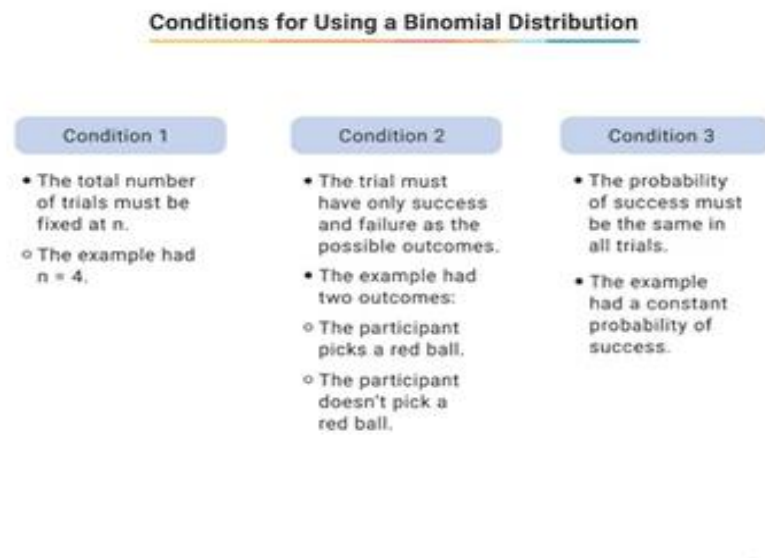 Conditions for Using a Binomial Distribution
Condition 1
• The total number
of trials must be
fixed at n.
○ The example had
n = 4.
Condition 2
• The trial must
have only success
and failure as the
possible outcomes.
• The example had
two outcomes:
○ The participant
picks a red ball.
○ The participant
doesn't pick a
red ball.
Condition 3
• The probability
of success must
be the same in
all trials.
• The example
had a constant
probability of
success.